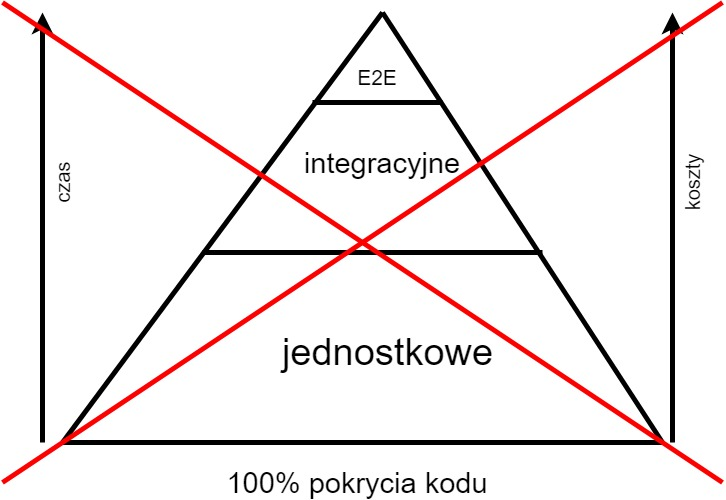 E2E
integracyjne
czas
koszty
jednostkowe
100% pokrycia kodu